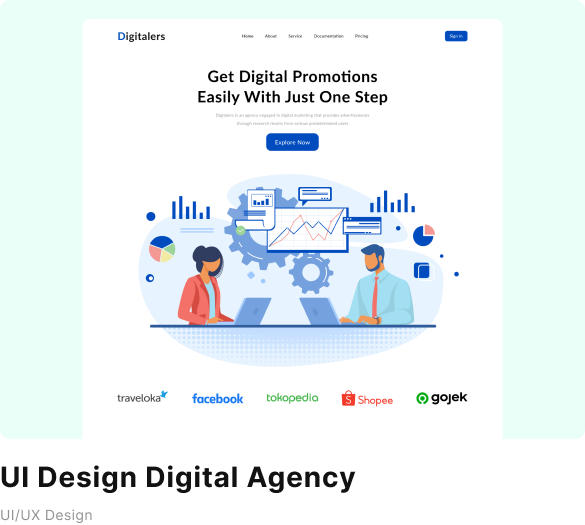 Digitalers
Home About Service Documentation Pricing
Sign In
Get Digital Promotions
Easily With Just One Step
Digitalers is an agency engaged in digital marketing that provides advertisements
through research results from various predetermined users
Explore Now
traveloka facebook tokopedia Shopee gojek
UI Design Digital Agency
UI/UX Design